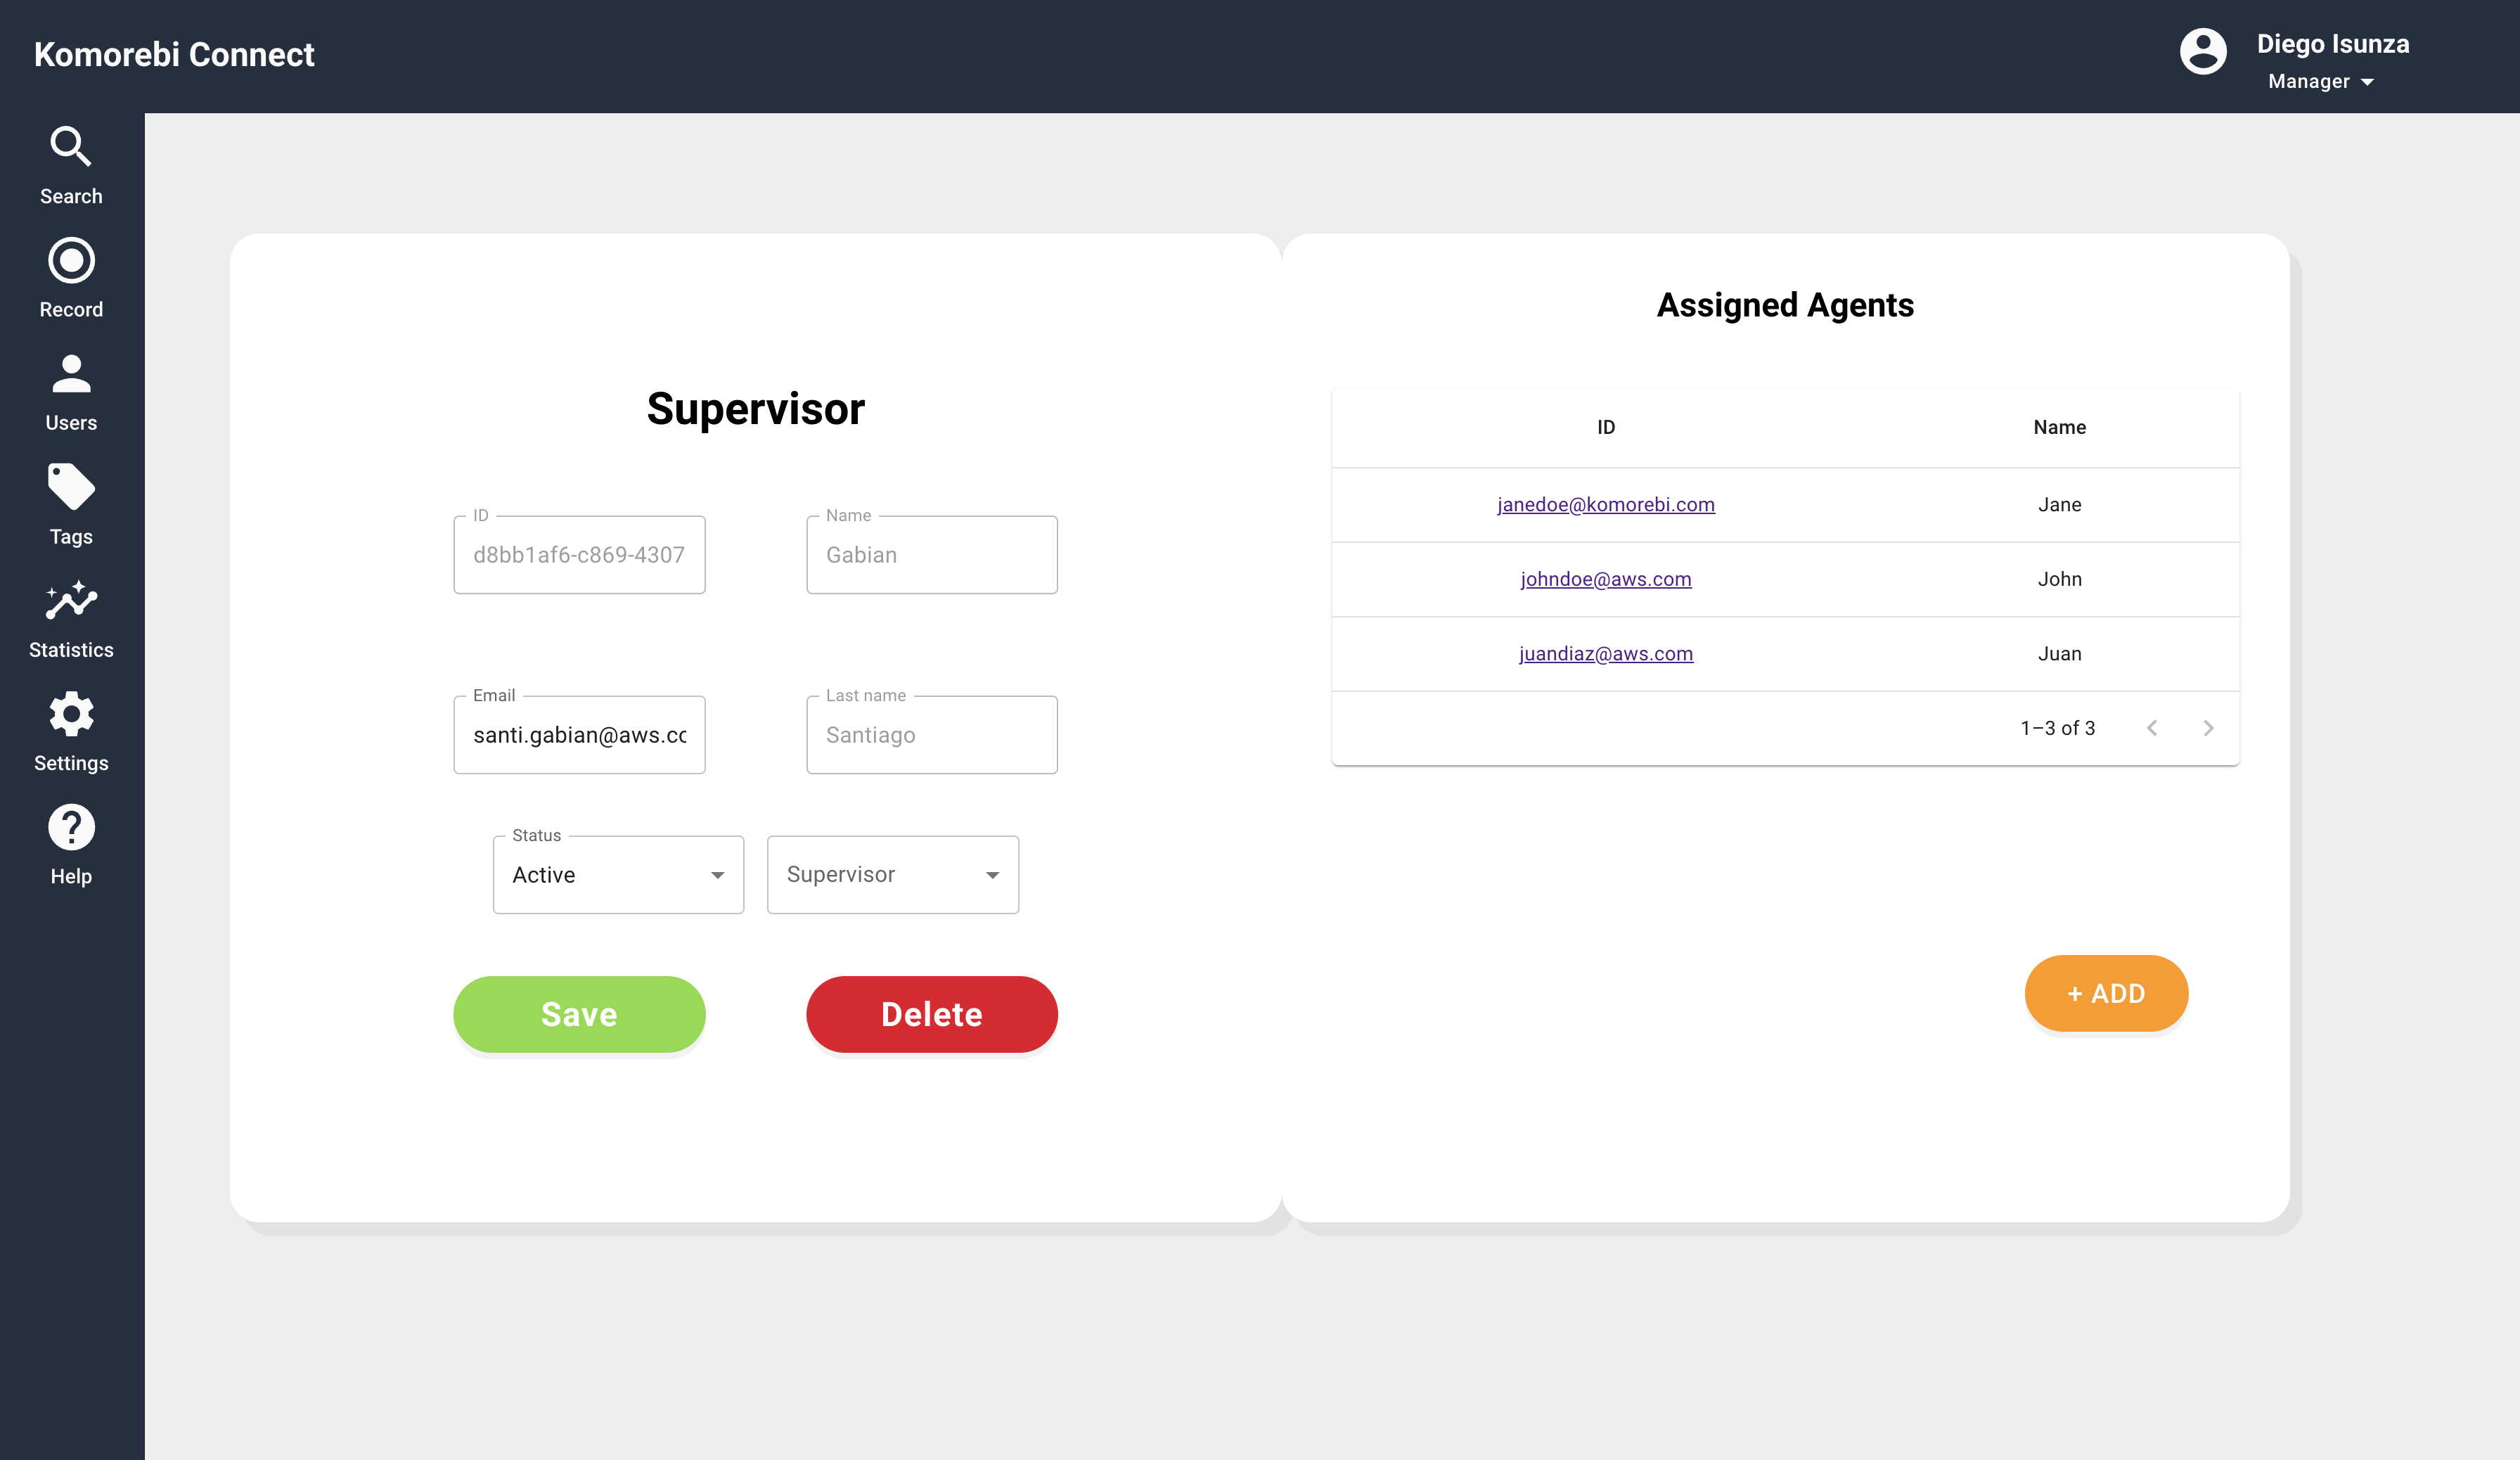 Komorebi Connect
Diego Isunza
Manager
Search
Record
Users
Tags
Statistics
Settings
Help
Supervisor
ID
d8bb1af6-c869-4307
Name
Gabian
Email
santi.gabian@aws.co
Last name
Santiago
Status
Active
Supervisor
Save
Delete
Assigned Agents
ID Name
janedoe@komorebi.com Jane
johndoe@aws.com John
juandiaz@aws.com Juan
1–3 of 3
+ ADD